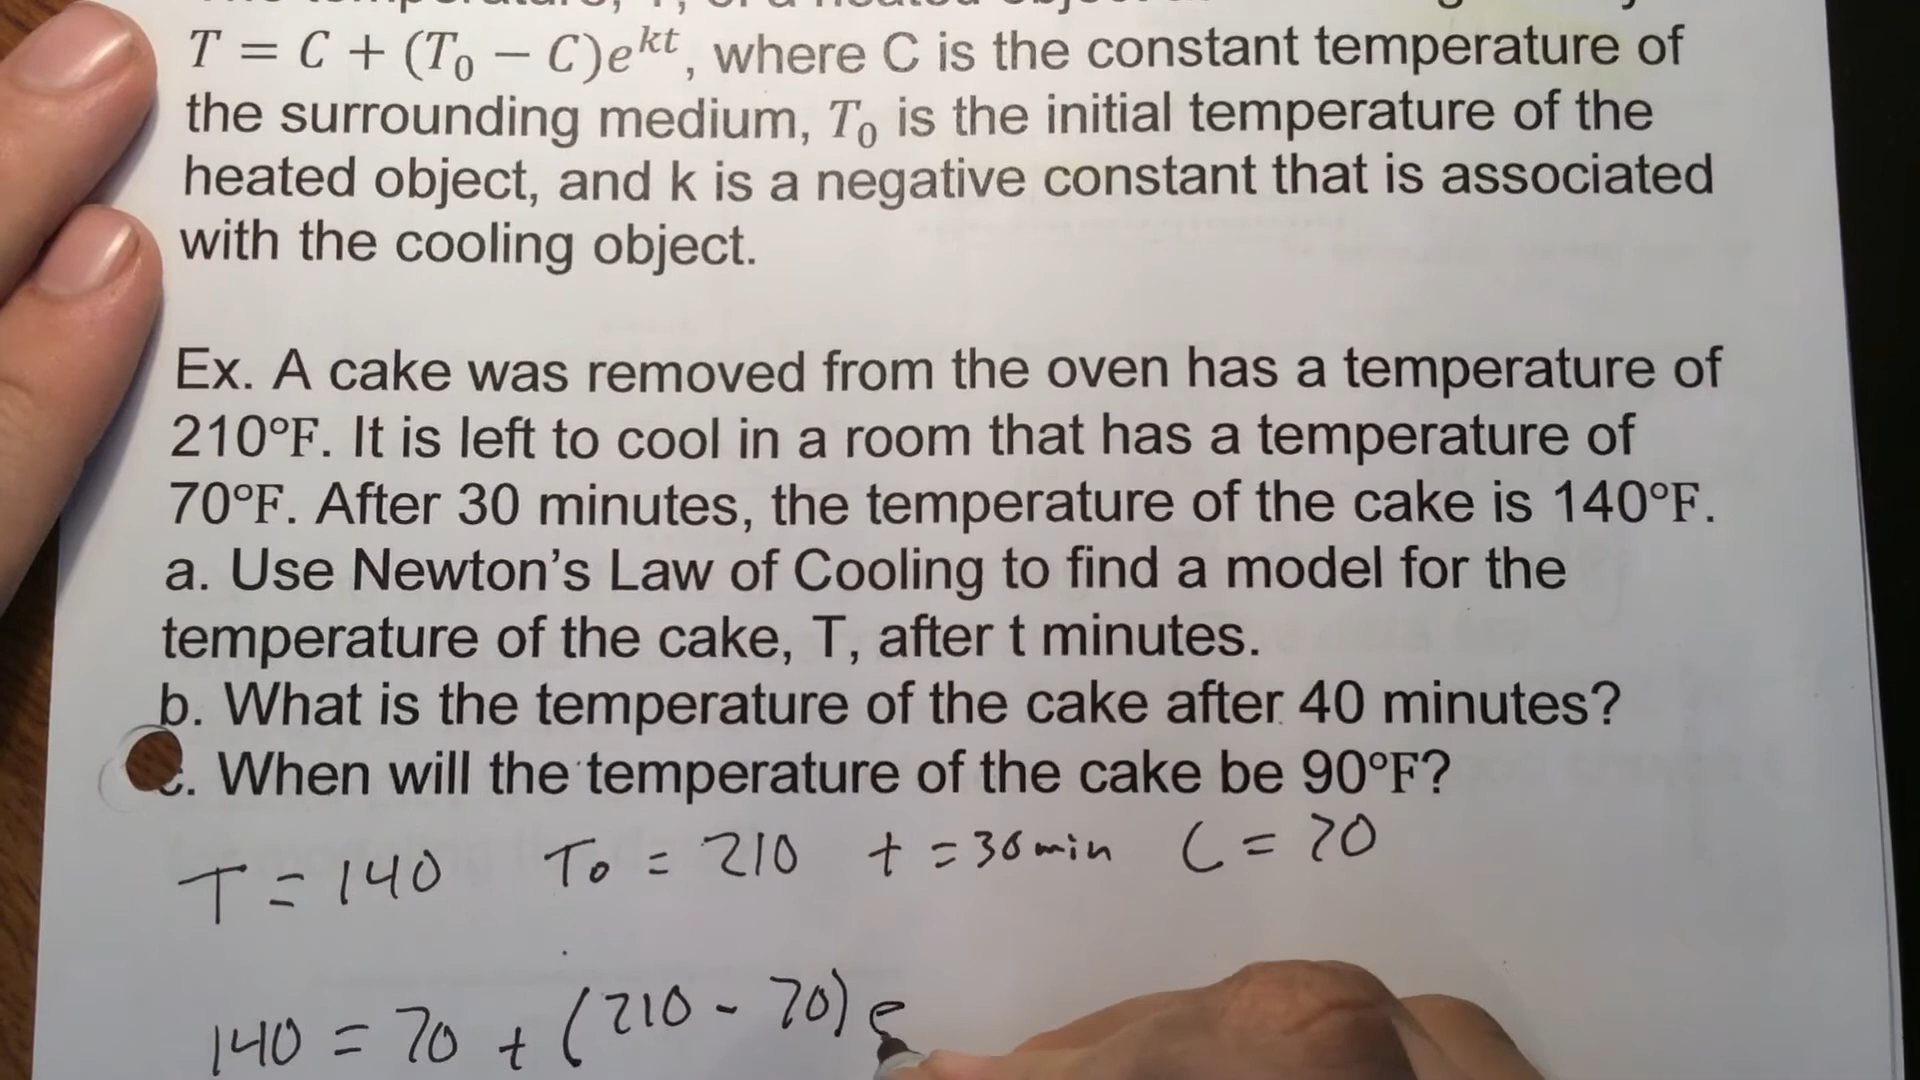 T = C + (T₀ − C)eᵏᵗ, where C is the constant temperature of
the surrounding medium, T₀ is the initial temperature of the
heated object, and k is a negative constant that is associated
with the cooling object.
Ex. A cake was removed from the oven has a temperature of
210°F. It is left to cool in a room that has a temperature of
70°F. After 30 minutes, the temperature of the cake is 140°F.
a. Use Newton's Law of Cooling to find a model for the
temperature of the cake, T, after t minutes.
b. What is the temperature of the cake after 40 minutes?
c. When will the temperature of the cake be 90°F?
T = 140 T₀ = 210 t = 30 min C = 70
140 = 70 + (210 - 70) e